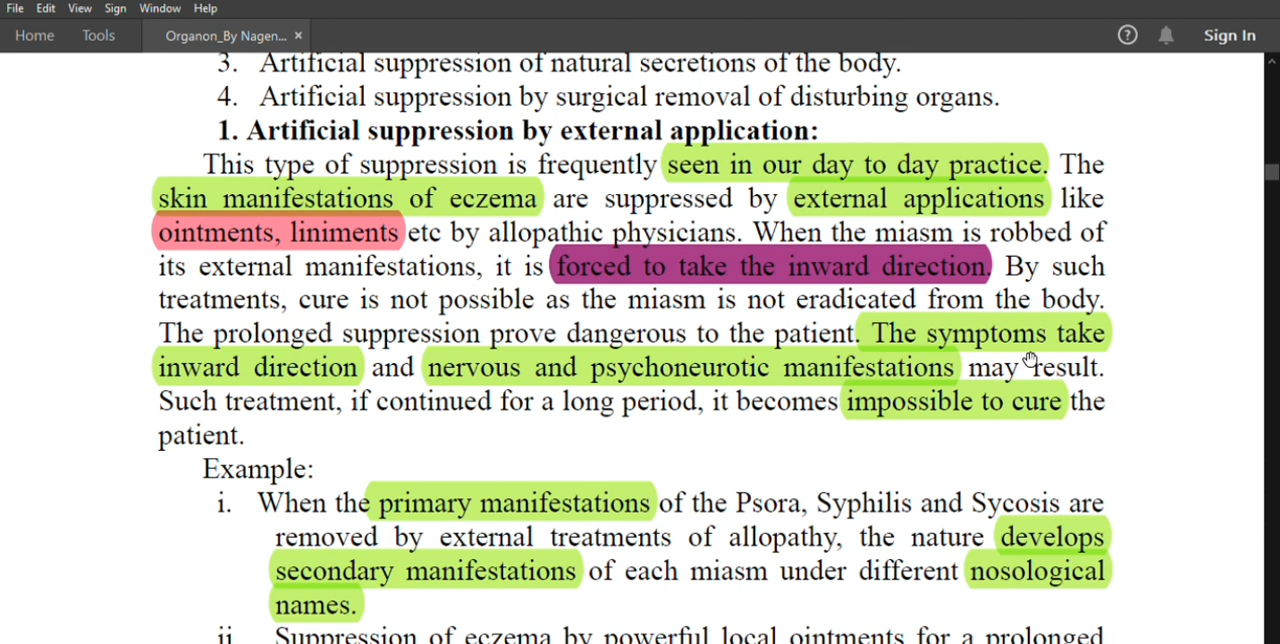 File Edit View Sign Window Help
Home Tools Organon_By Nagen... × ? Sign In
3. Artificial suppression of natural secretions of the body.
4. Artificial suppression by surgical removal of disturbing organs.
1. Artificial suppression by external application:
This type of suppression is frequently seen in our day to day practice. The
skin manifestations of eczema are suppressed by external applications like
ointments, liniments etc by allopathic physicians. When the miasm is robbed of
its external manifestations, it is forced to take the inward direction. By such
treatments, cure is not possible as the miasm is not eradicated from the body.
The prolonged suppression prove dangerous to the patient. The symptoms take
inward direction and nervous and psychoneurotic manifestations may result.
Such treatment, if continued for a long period, it becomes impossible to cure the
patient.
Example:
i. When the primary manifestations of the Psora, Syphilis and Sycosis are
removed by external treatments of allopathy, the nature develops
secondary manifestations of each miasm under different nosological
names.
ii Suppression of eczema by powerful local ointments for a prolonged